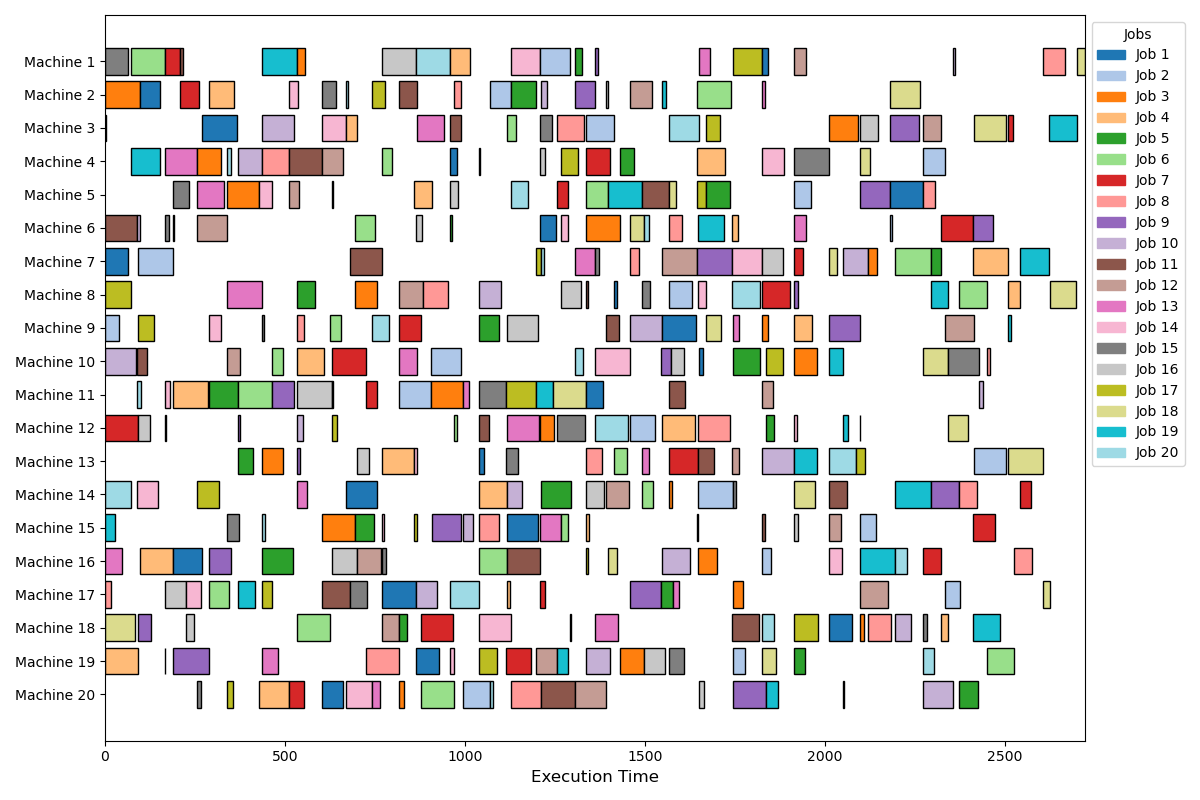 Machine 1
Machine 2
Machine 3
Machine 4
Machine 5
Machine 6
Machine 7
Machine 8
Machine 9
Machine 10
Machine 11
Machine 12
Machine 13
Machine 14
Machine 15
Machine 16
Machine 17
Machine 18
Machine 19
Machine 20
0 500 1000 1500 2000 2500
Execution Time
Jobs
Job 1
Job 2
Job 3
Job 4
Job 5
Job 6
Job 7
Job 8
Job 9
Job 10
Job 11
Job 12
Job 13
Job 14
Job 15
Job 16
Job 17
Job 18
Job 19
Job 20